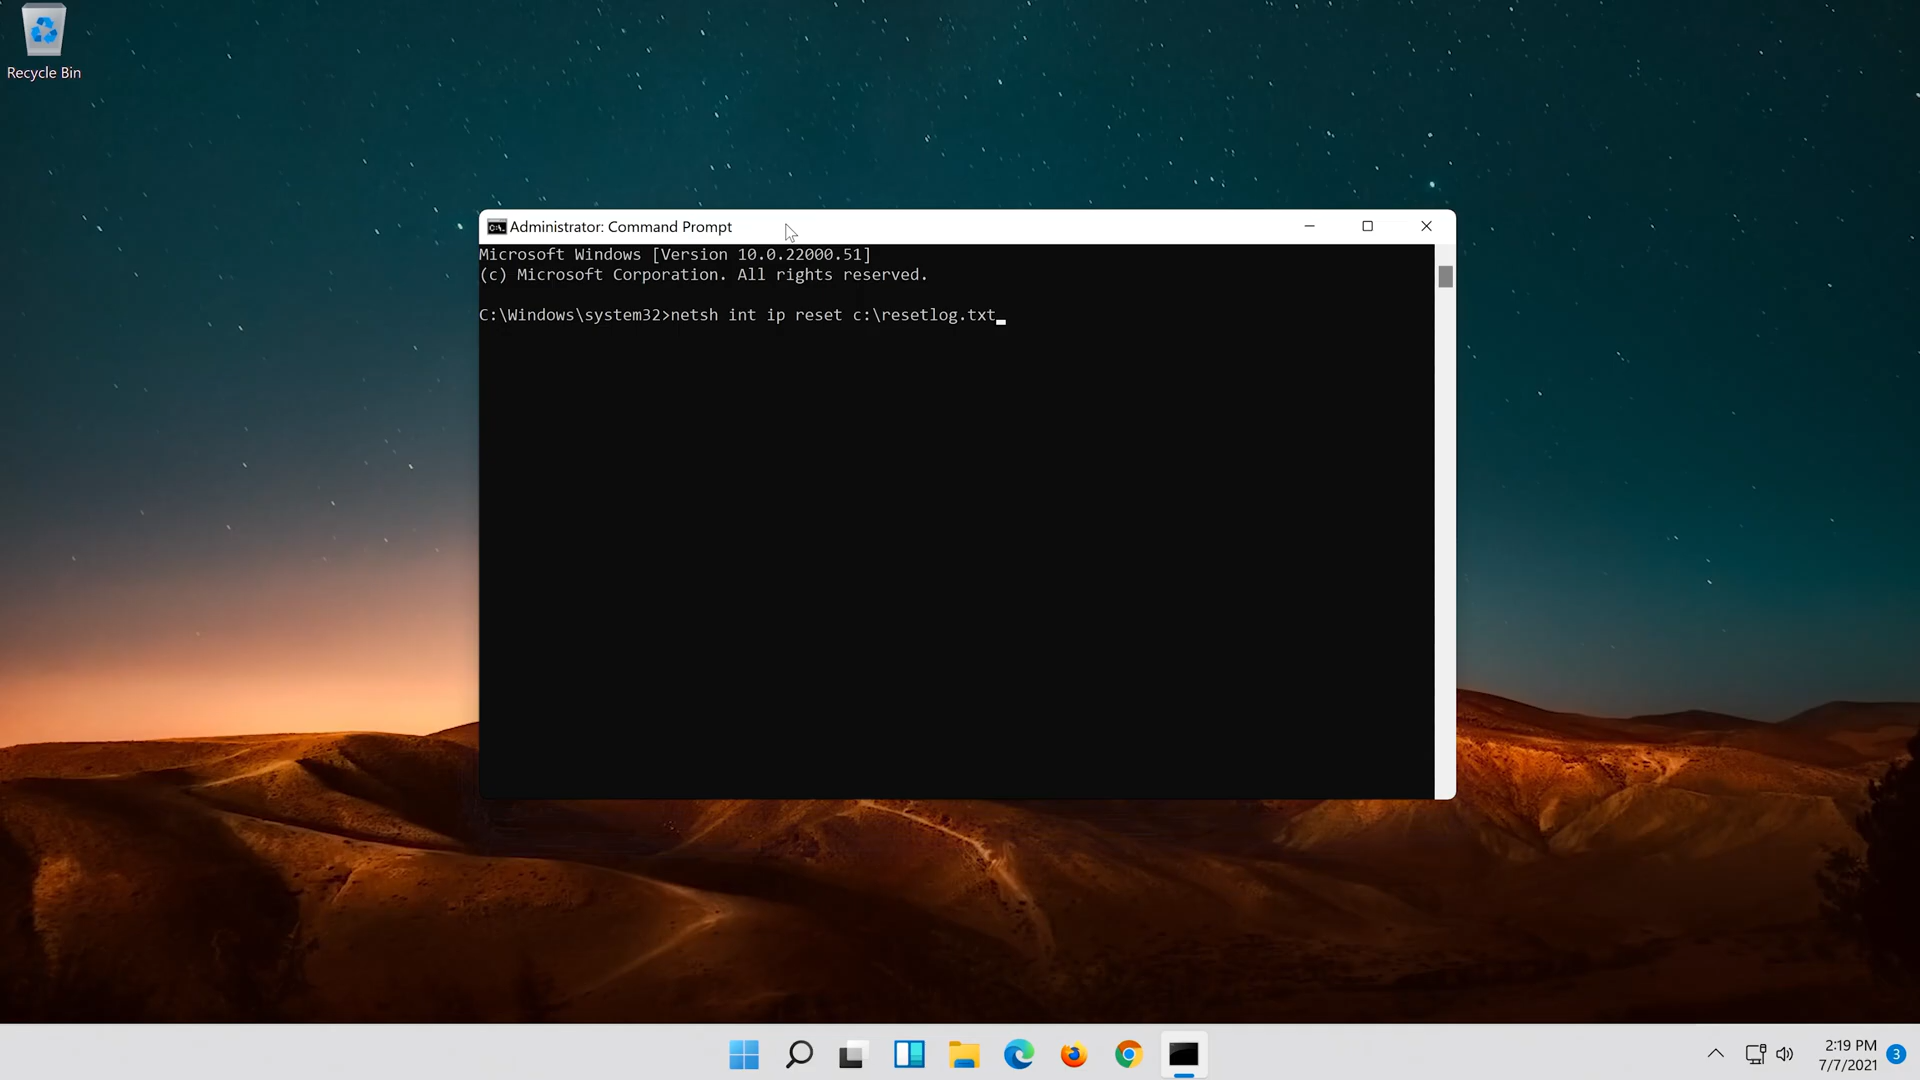 Recycle Bin
Administrator: Command Prompt
Microsoft Windows [Version 10.0.22000.51]
(c) Microsoft Corporation. All rights reserved.
C:\Windows\system32>netsh int ip reset c:\resetlog.txt
2:19 PM
7/7/2021
3